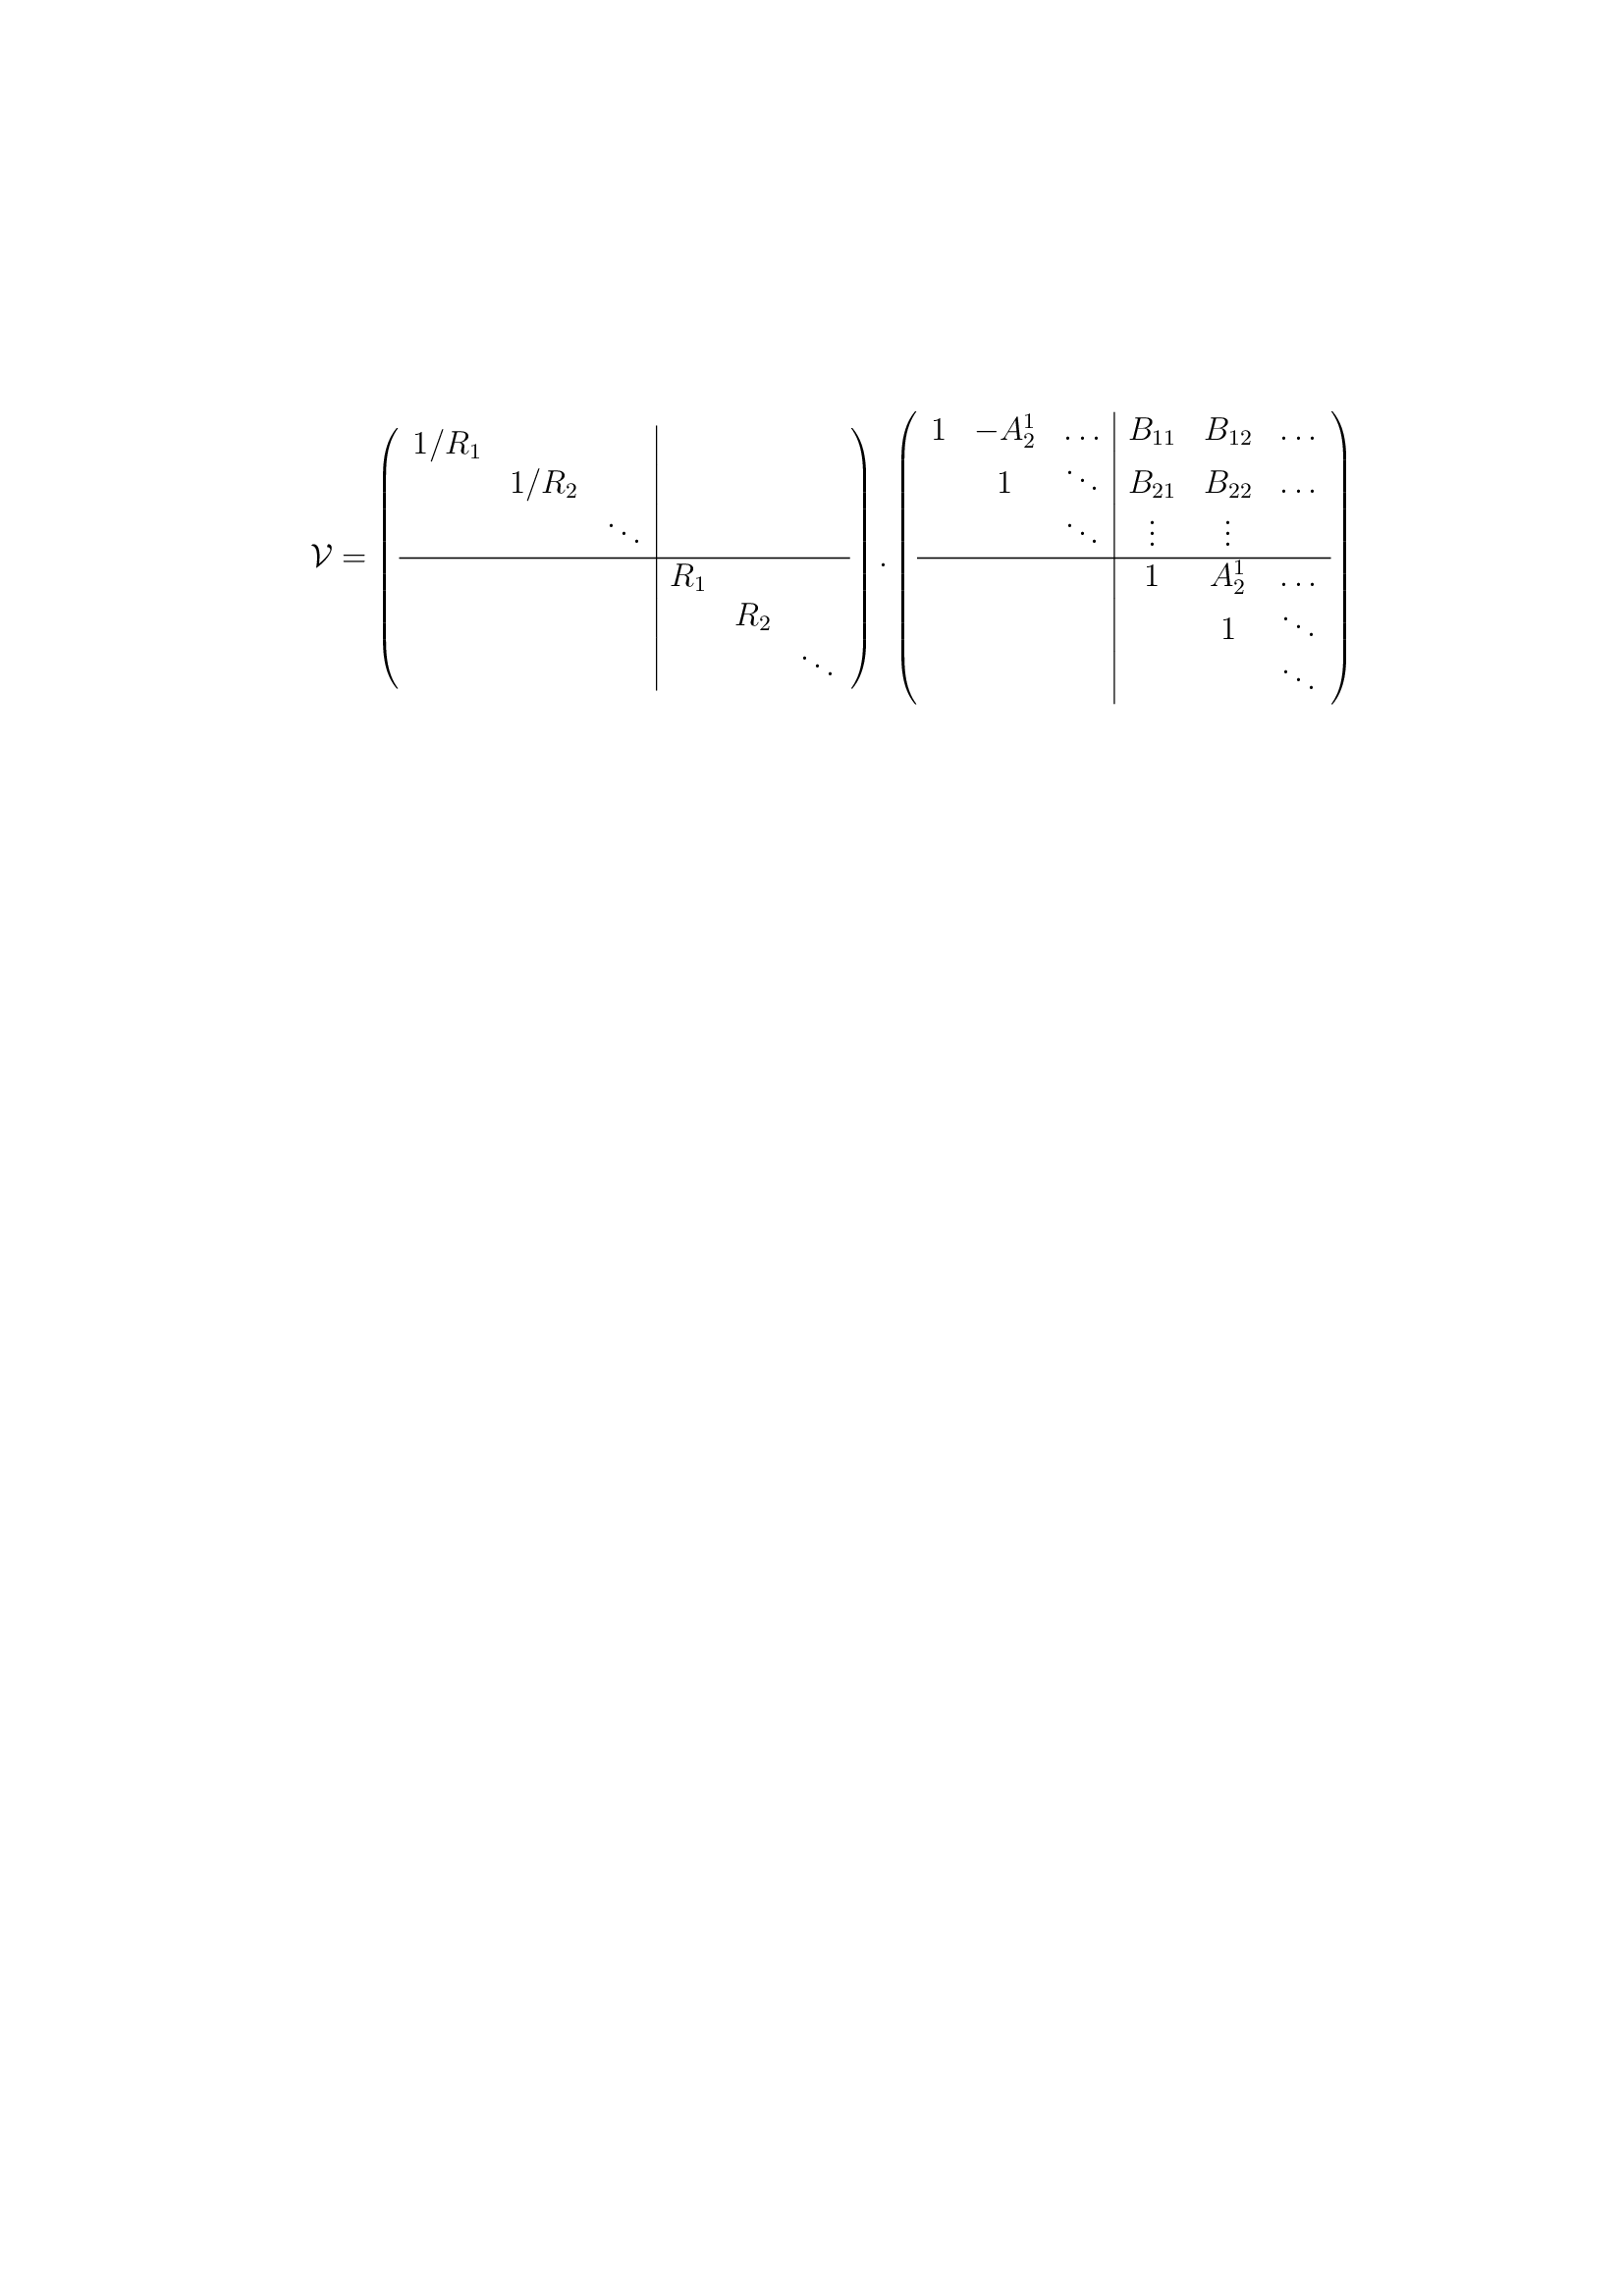 𝒱 = ( 1/R₁ | ) . ( 1 −A₂¹ … | B₁₁ B₁₂ … )
( 1/R₂ | ) ( 1 ⋱ | B₂₁ B₂₂ … )
( ⋱ | ) ( ⋱ | ⋮ ⋮ )
( | R₁ ) ( | 1 A₂¹ … )
( | R₂ ) ( | 1 ⋱ )
( | ⋱ ) ( | ⋱ )